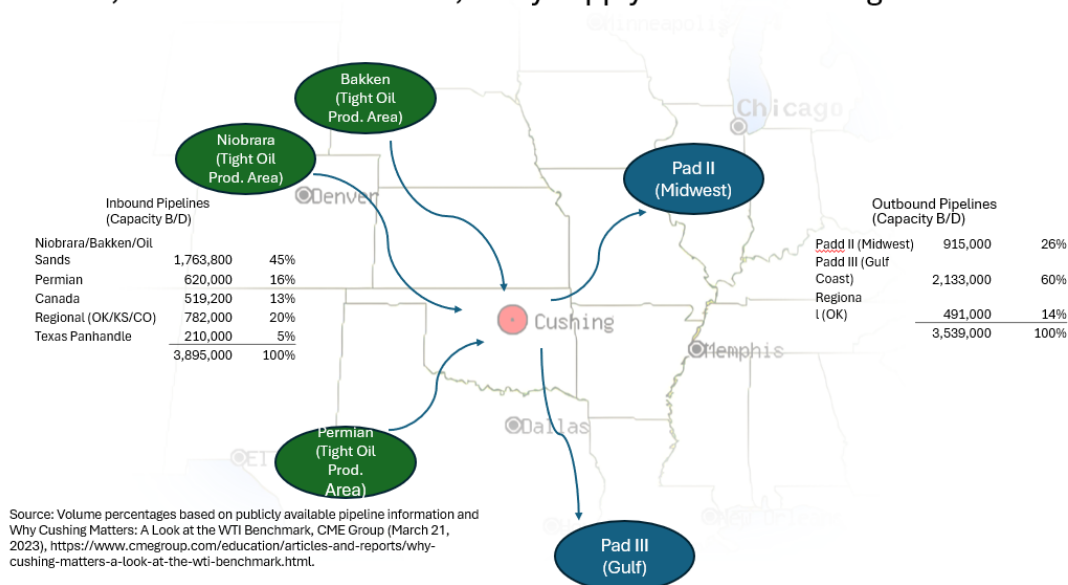 Bakken
(Tight Oil
Prod. Area)
Niobrara
(Tight Oil
Prod. Area)
Chicago
Pad II
(Midwest)
Denver
Inbound Pipelines
(Capacity B/D)
Niobrara/Bakken/Oil
Sands 1,763,800 45%
Permian 620,000 16%
Canada 519,200 13%
Regional (OK/KS/CO) 782,000 20%
Texas Panhandle 210,000 5%
3,895,000 100%
Outbound Pipelines
(Capacity B/D)
Padd II (Midwest) 915,000 26%
Padd III (Gulf
Coast) 2,133,000 60%
Regiona
l (OK) 491,000 14%
3,539,000 100%
Cushing
Memphis
Dallas
Permian
(Tight Oil
Prod.
Area)
Pad III
(Gulf)
Source: Volume percentages based on publicly available pipeline information and
Why Cushing Matters: A Look at the WTI Benchmark, CME Group (March 21,
2023), https://www.cmegroup.com/education/articles-and-reports/why-
cushing-matters-a-look-at-the-wti-benchmark.html.